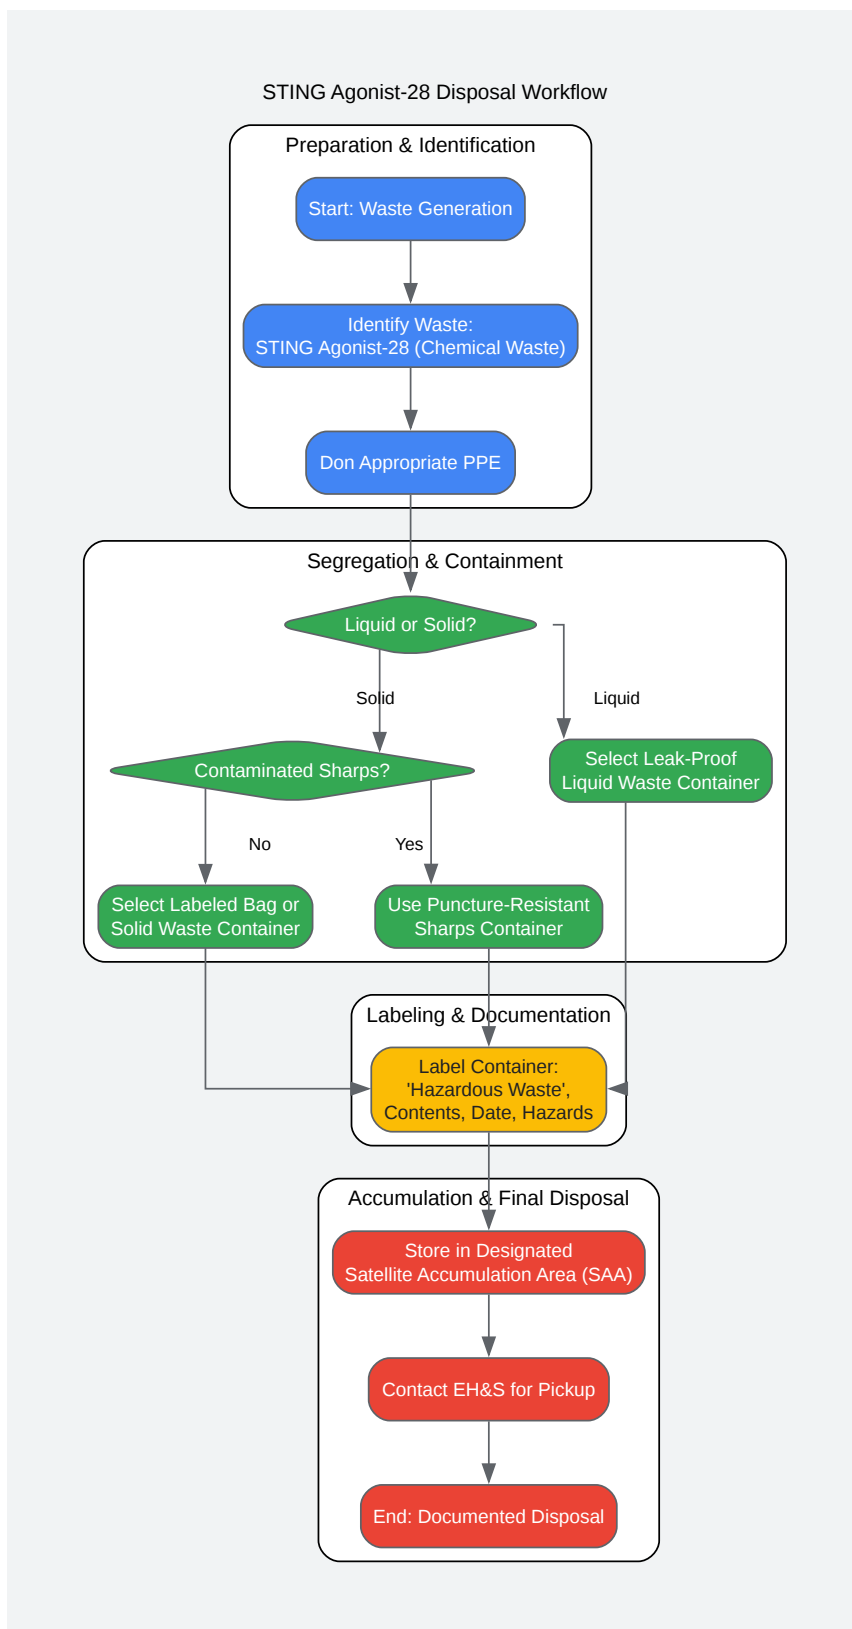 STING Agonist-28 Disposal Workflow
Preparation & Identification
Start: Waste Generation
Identify Waste:
STING Agonist-28 (Chemical Waste)
Don Appropriate PPE
Segregation & Containment
Liquid or Solid?
Solid
Liquid
Contaminated Sharps?
Select Leak-Proof
Liquid Waste Container
No
Yes
Select Labeled Bag or
Solid Waste Container
Use Puncture-Resistant
Sharps Container
Labeling & Documentation
Label Container:
'Hazardous Waste',
Contents, Date, Hazards
Accumulation & Final Disposal
Store in Designated
Satellite Accumulation Area (SAA)
Contact EH&S for Pickup
End: Documented Disposal